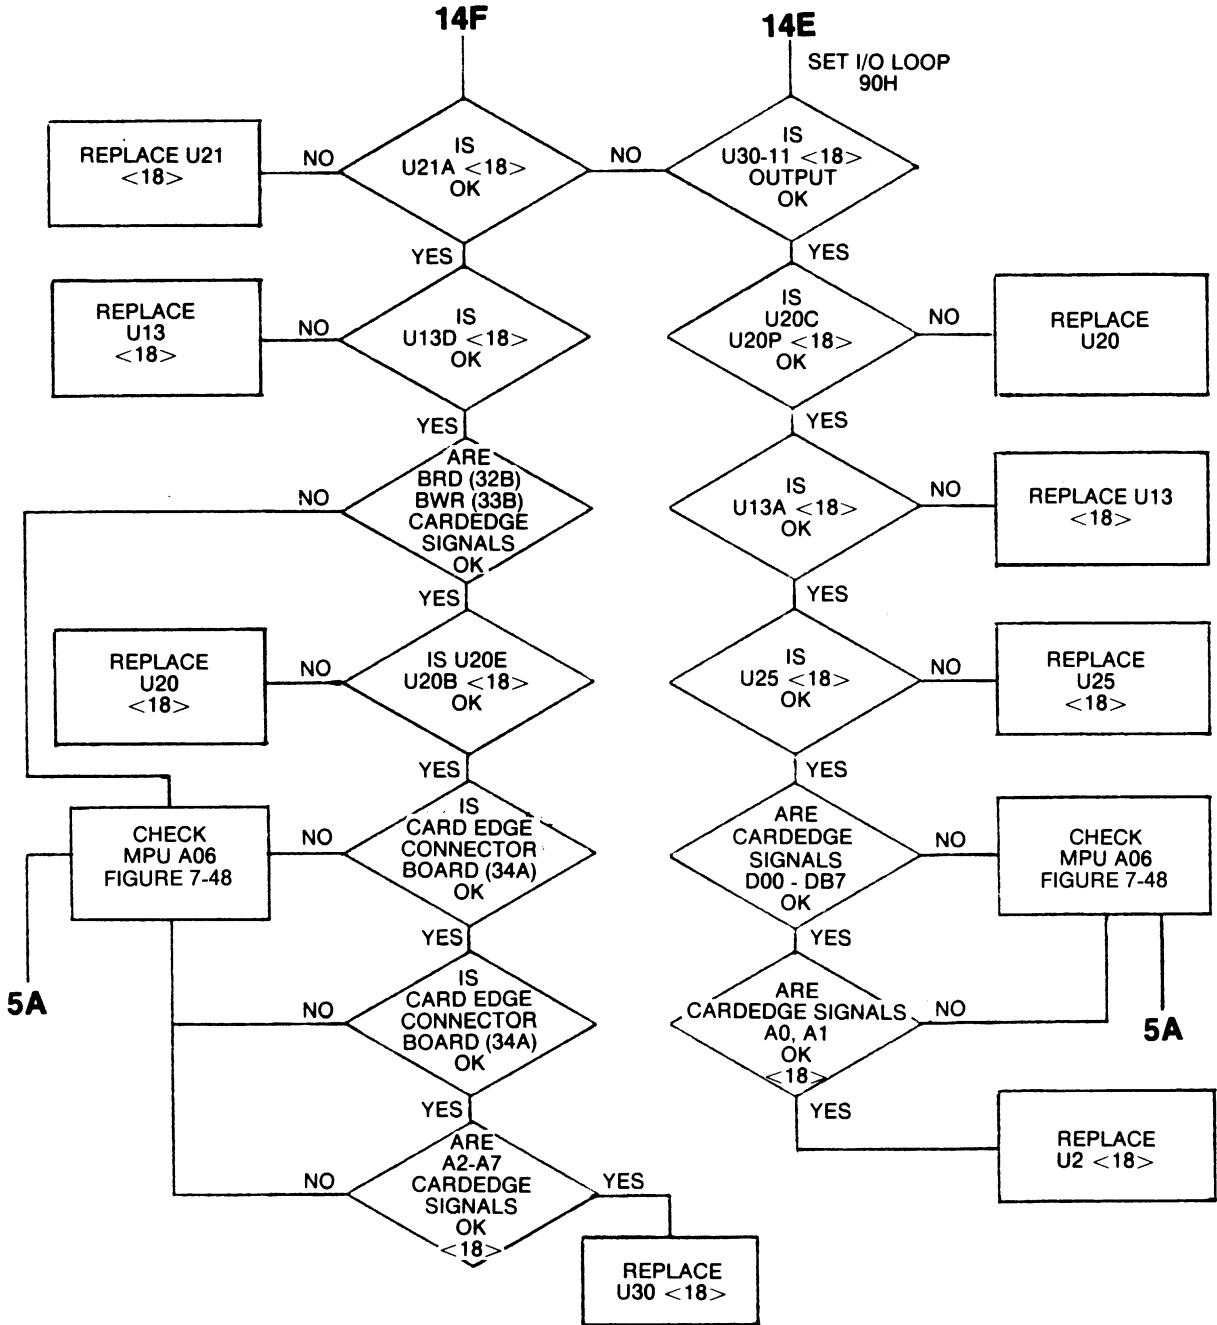 14F
14E
SET I/O LOOP
90H
REPLACE U21
<18>
NO
IS
U21A <18>
OK
NO
IS
U30-11 <18>
OUTPUT
OK
YES
YES
REPLACE
U13
<18>
NO
IS
U13D <18>
OK
IS
U20C
U20P <18>
OK
NO
REPLACE
U20
YES
YES
NO
ARE
BRD (32B)
BWR (33B)
CARDEDGE
SIGNALS
OK
IS
U13A <18>
OK
NO
REPLACE U13
<18>
YES
YES
REPLACE
U20
<18>
NO
IS U20E
U20B <18>
OK
IS
U25 <18>
OK
NO
REPLACE
U25
<18>
YES
YES
CHECK
MPU A06
FIGURE 7-48
NO
IS
CARD EDGE
CONNECTOR
BOARD (34A)
OK
ARE
CARDEDGE
SIGNALS
D00 - DB7
OK
NO
CHECK
MPU A06
FIGURE 7-48
YES
YES
5A
NO
IS
CARD EDGE
CONNECTOR
BOARD (34A)
OK
ARE
CARDEDGE SIGNALS
A0, A1
OK
<18>
NO
5A
YES
YES
REPLACE
U2 <18>
NO
ARE
A2-A7
CARDEDGE
SIGNALS
OK
<18>
YES
REPLACE
U30 <18>